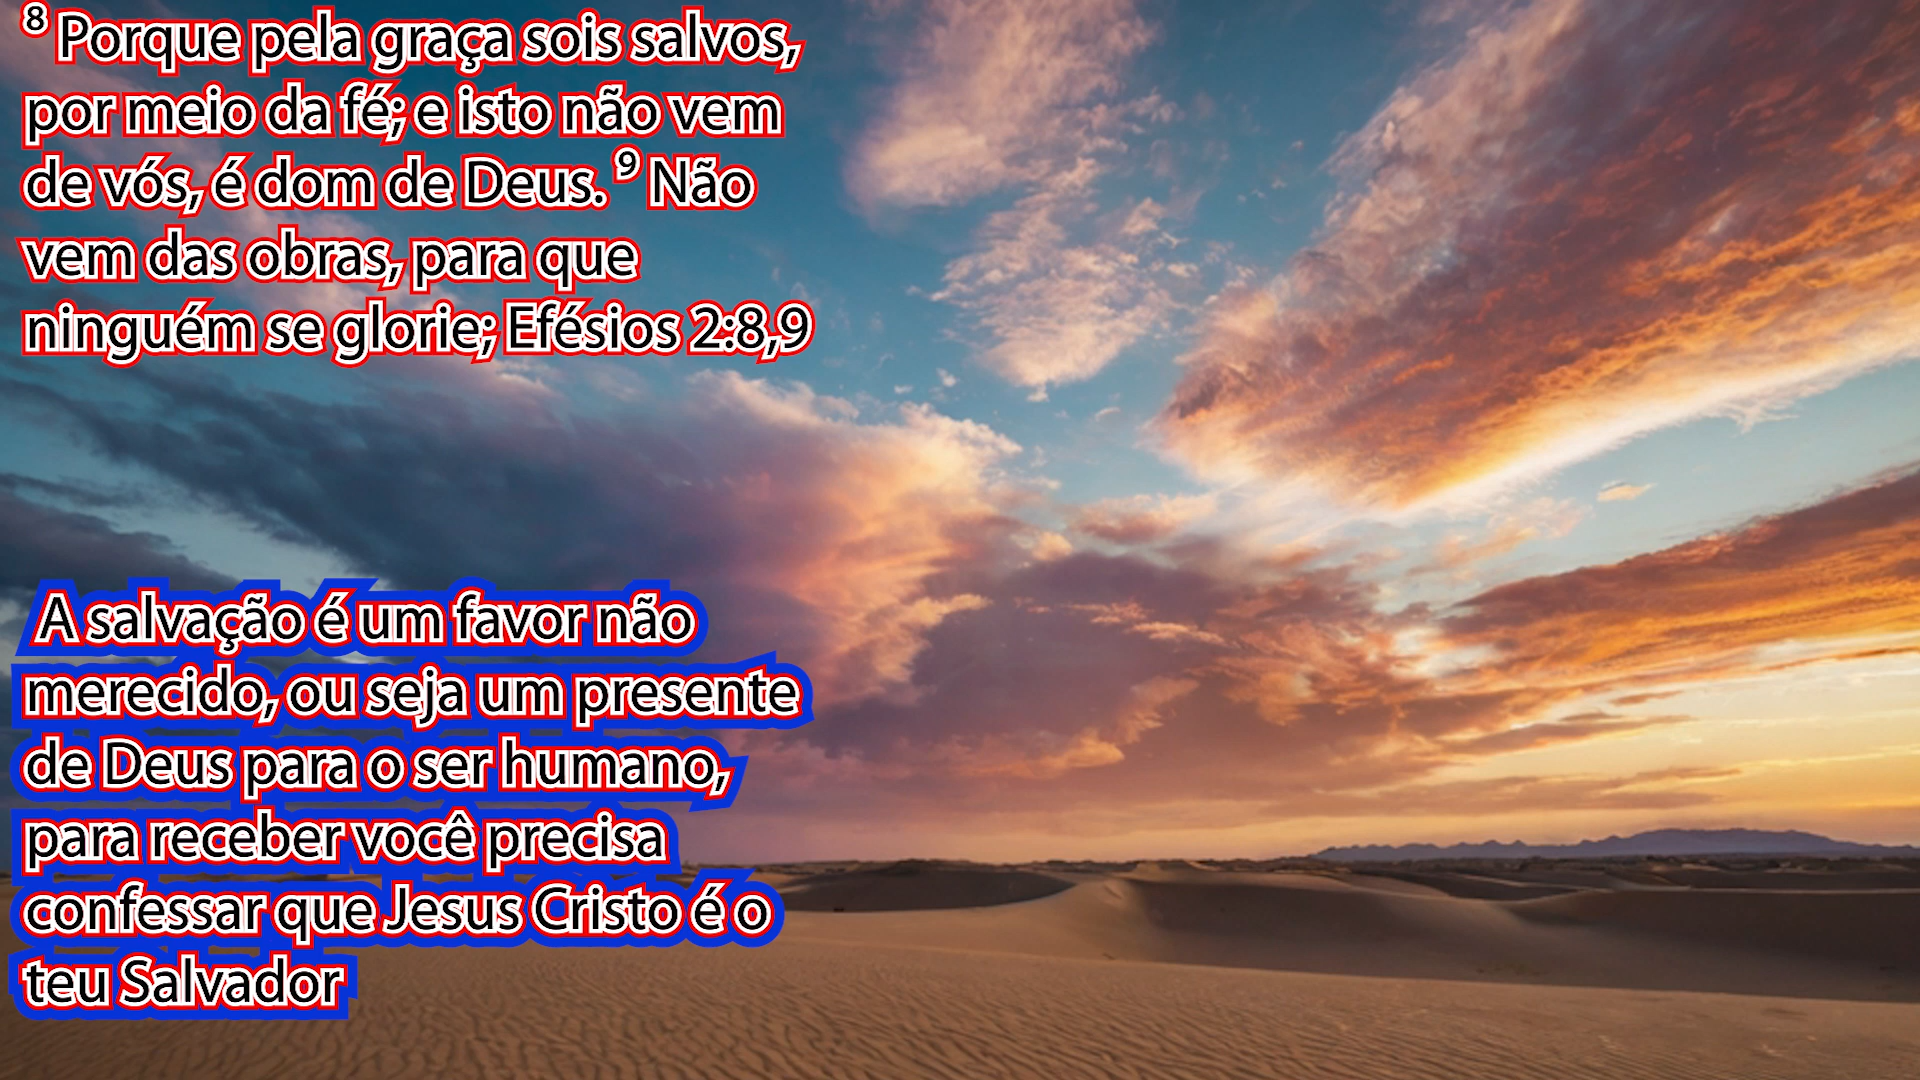 ⁸ Porque pela graça sois salvos,
por meio da fé; e isto não vem
de vós, é dom de Deus. ⁹ Não
vem das obras, para que
ninguém se glorie; Efésios 2:8,9
A salvação é um favor não
merecido, ou seja um presente
de Deus para o ser humano,
para receber você precisa
confessar que Jesus Cristo é o
teu Salvador